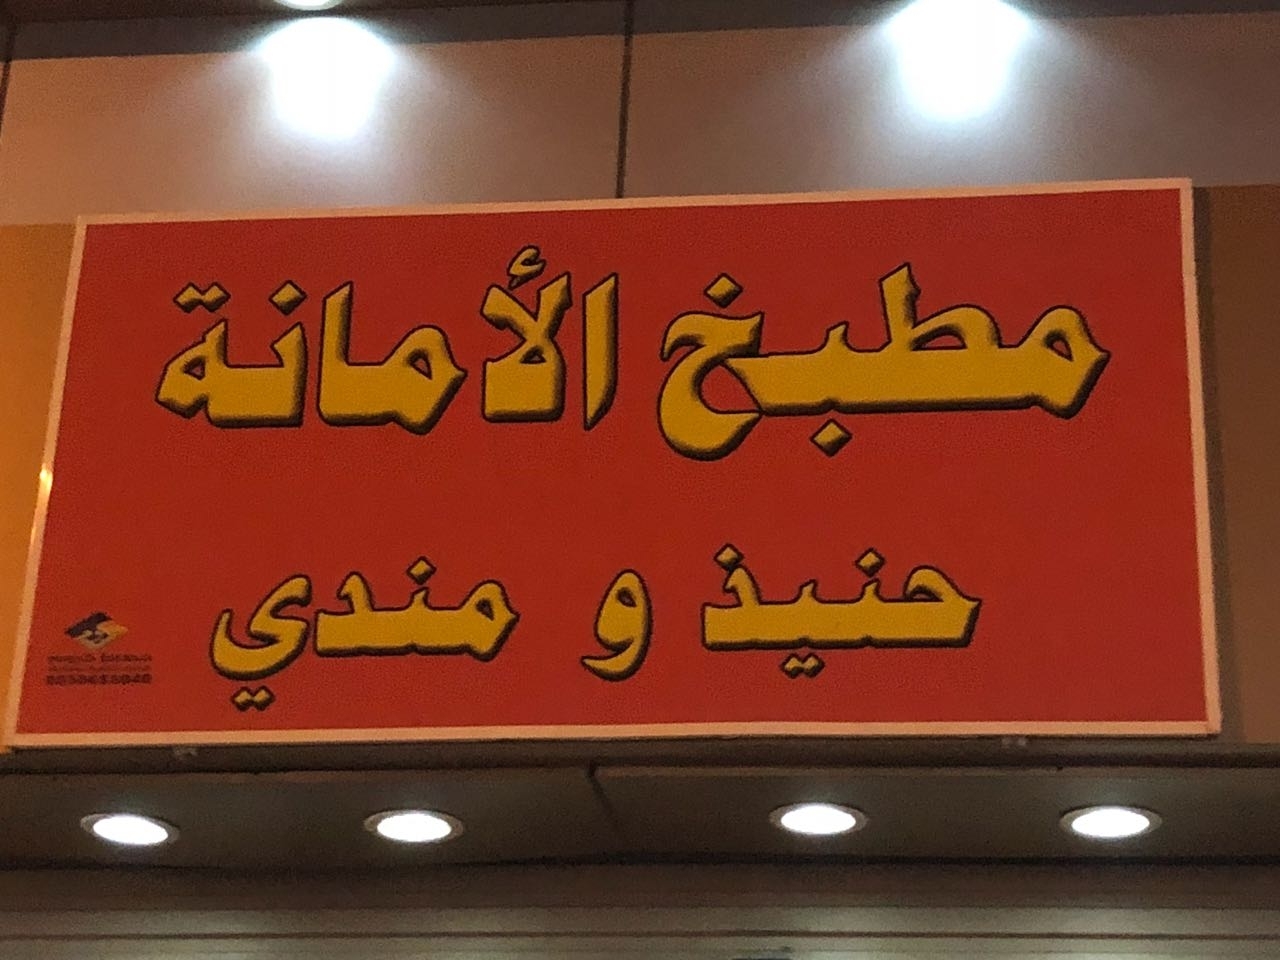 مطبخ الأمانة
حنيذ و مندي